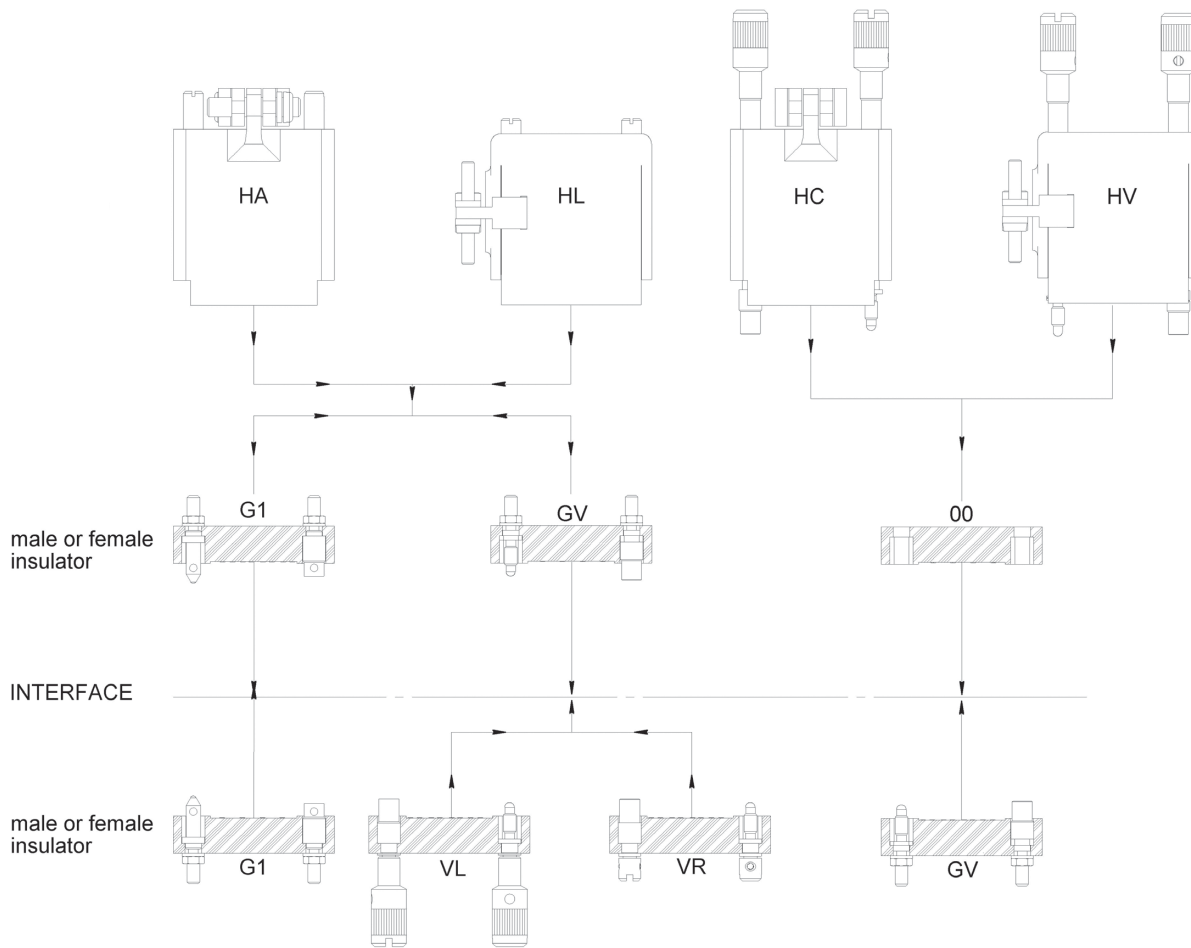 HA
HL
HC
HV
G1
GV
00
male or female
insulator
INTERFACE
male or female
insulator
G1
VL
VR
GV